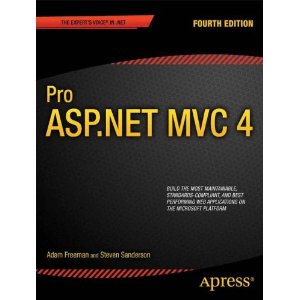 THE EXPERT'S VOICE® IN .NET
FOURTH EDITION
Pro
ASP.NET MVC 4
BUILD THE MOST MAINTAINABLE,
STANDARDS-COMPLIANT, AND BEST
PERFORMING WEB APPLICATIONS ON
THE MICROSOFT PLATFORM
Adam Freeman and Steven Sanderson
Apress®